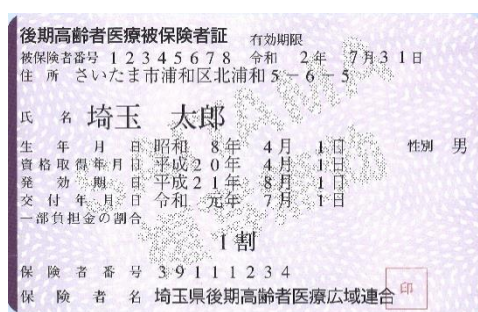 後期高齢者医療被保険者証 有効期限
被保険者番号 12345678 令和 2年 7月31日
住 所 さいたま市浦和区北浦和5-6-5
氏 名 埼玉 太郎
生 年 月 日 昭和 8年 4月 1日 性別 男
資格取得年月日 平成20年 4月 1日
発 効 期 日 平成21年 8月 1日
交 付 年 月 日 令和 元年 7月 1日
一部負担金の割合
1割
保 険 者 番 号 39111234
保 険 者 名 埼玉県後期高齢者医療広域連合
印